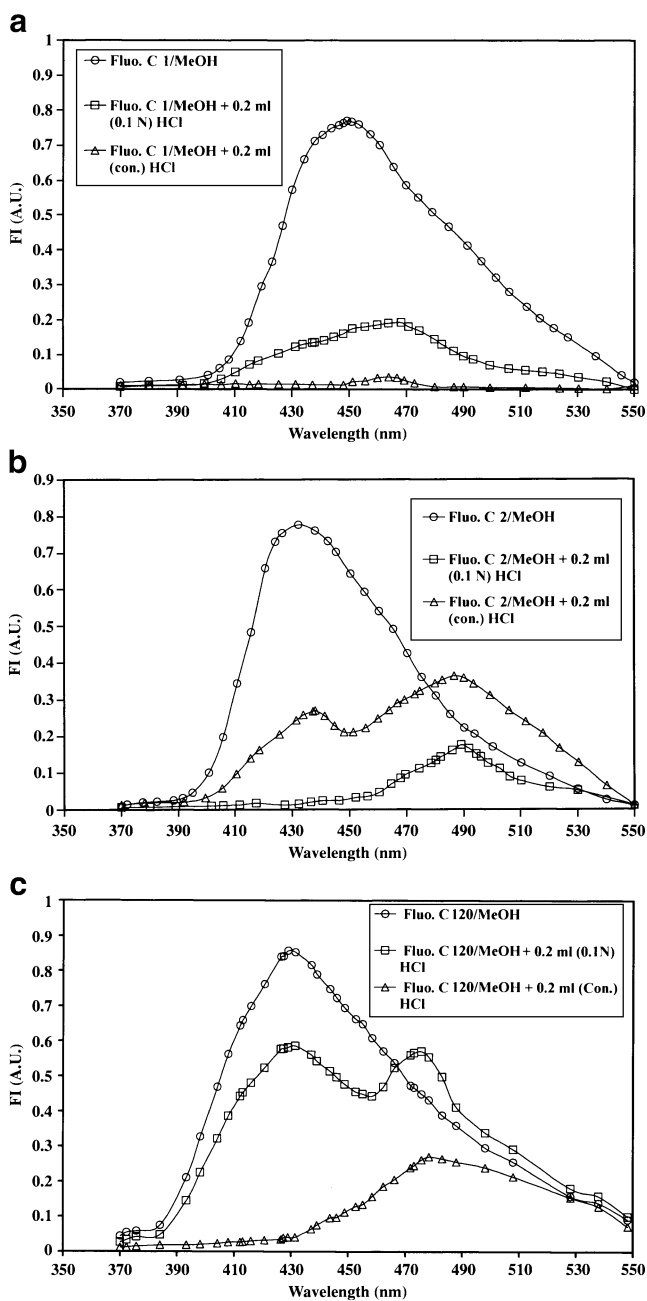 a
1
0.9
0.8
0.7
0.6
0.5
0.4
0.3
0.2
0.1
0
FI (A.U.)
Fluo. C 1/MeOH
Fluo. C 1/MeOH + 0.2 ml
(0.1 N) HCl
Fluo. C 1/MeOH + 0.2 ml
(con.) HCl
350 370 390 410 430 450 470 490 510 530 550
Wavelength (nm)
b
0.9
0.8
0.7
0.6
0.5
0.4
0.3
0.2
0.1
0
FI (A.U.)
Fluo. C 2/MeOH
Fluo. C 2/MeOH + 0.2 ml
(0.1 N) HCl
Fluo. C 2/MeOH + 0.2 ml
(con.) HCl
350 370 390 410 430 450 470 490 510 530 550
Wavelength (nm)
c
1
0.9
0.8
0.7
0.6
0.5
0.4
0.3
0.2
0.1
0
FI (A.U.)
Fluo. C 120/MeOH
Fluo. C 120/MeOH + 0.2 ml (0.1N)
HCl
Fluo. C 120/MeOH + 0.2 ml (Con.)
HCl
350 370 390 410 430 450 470 490 510 530 550
Wavelength (nm)